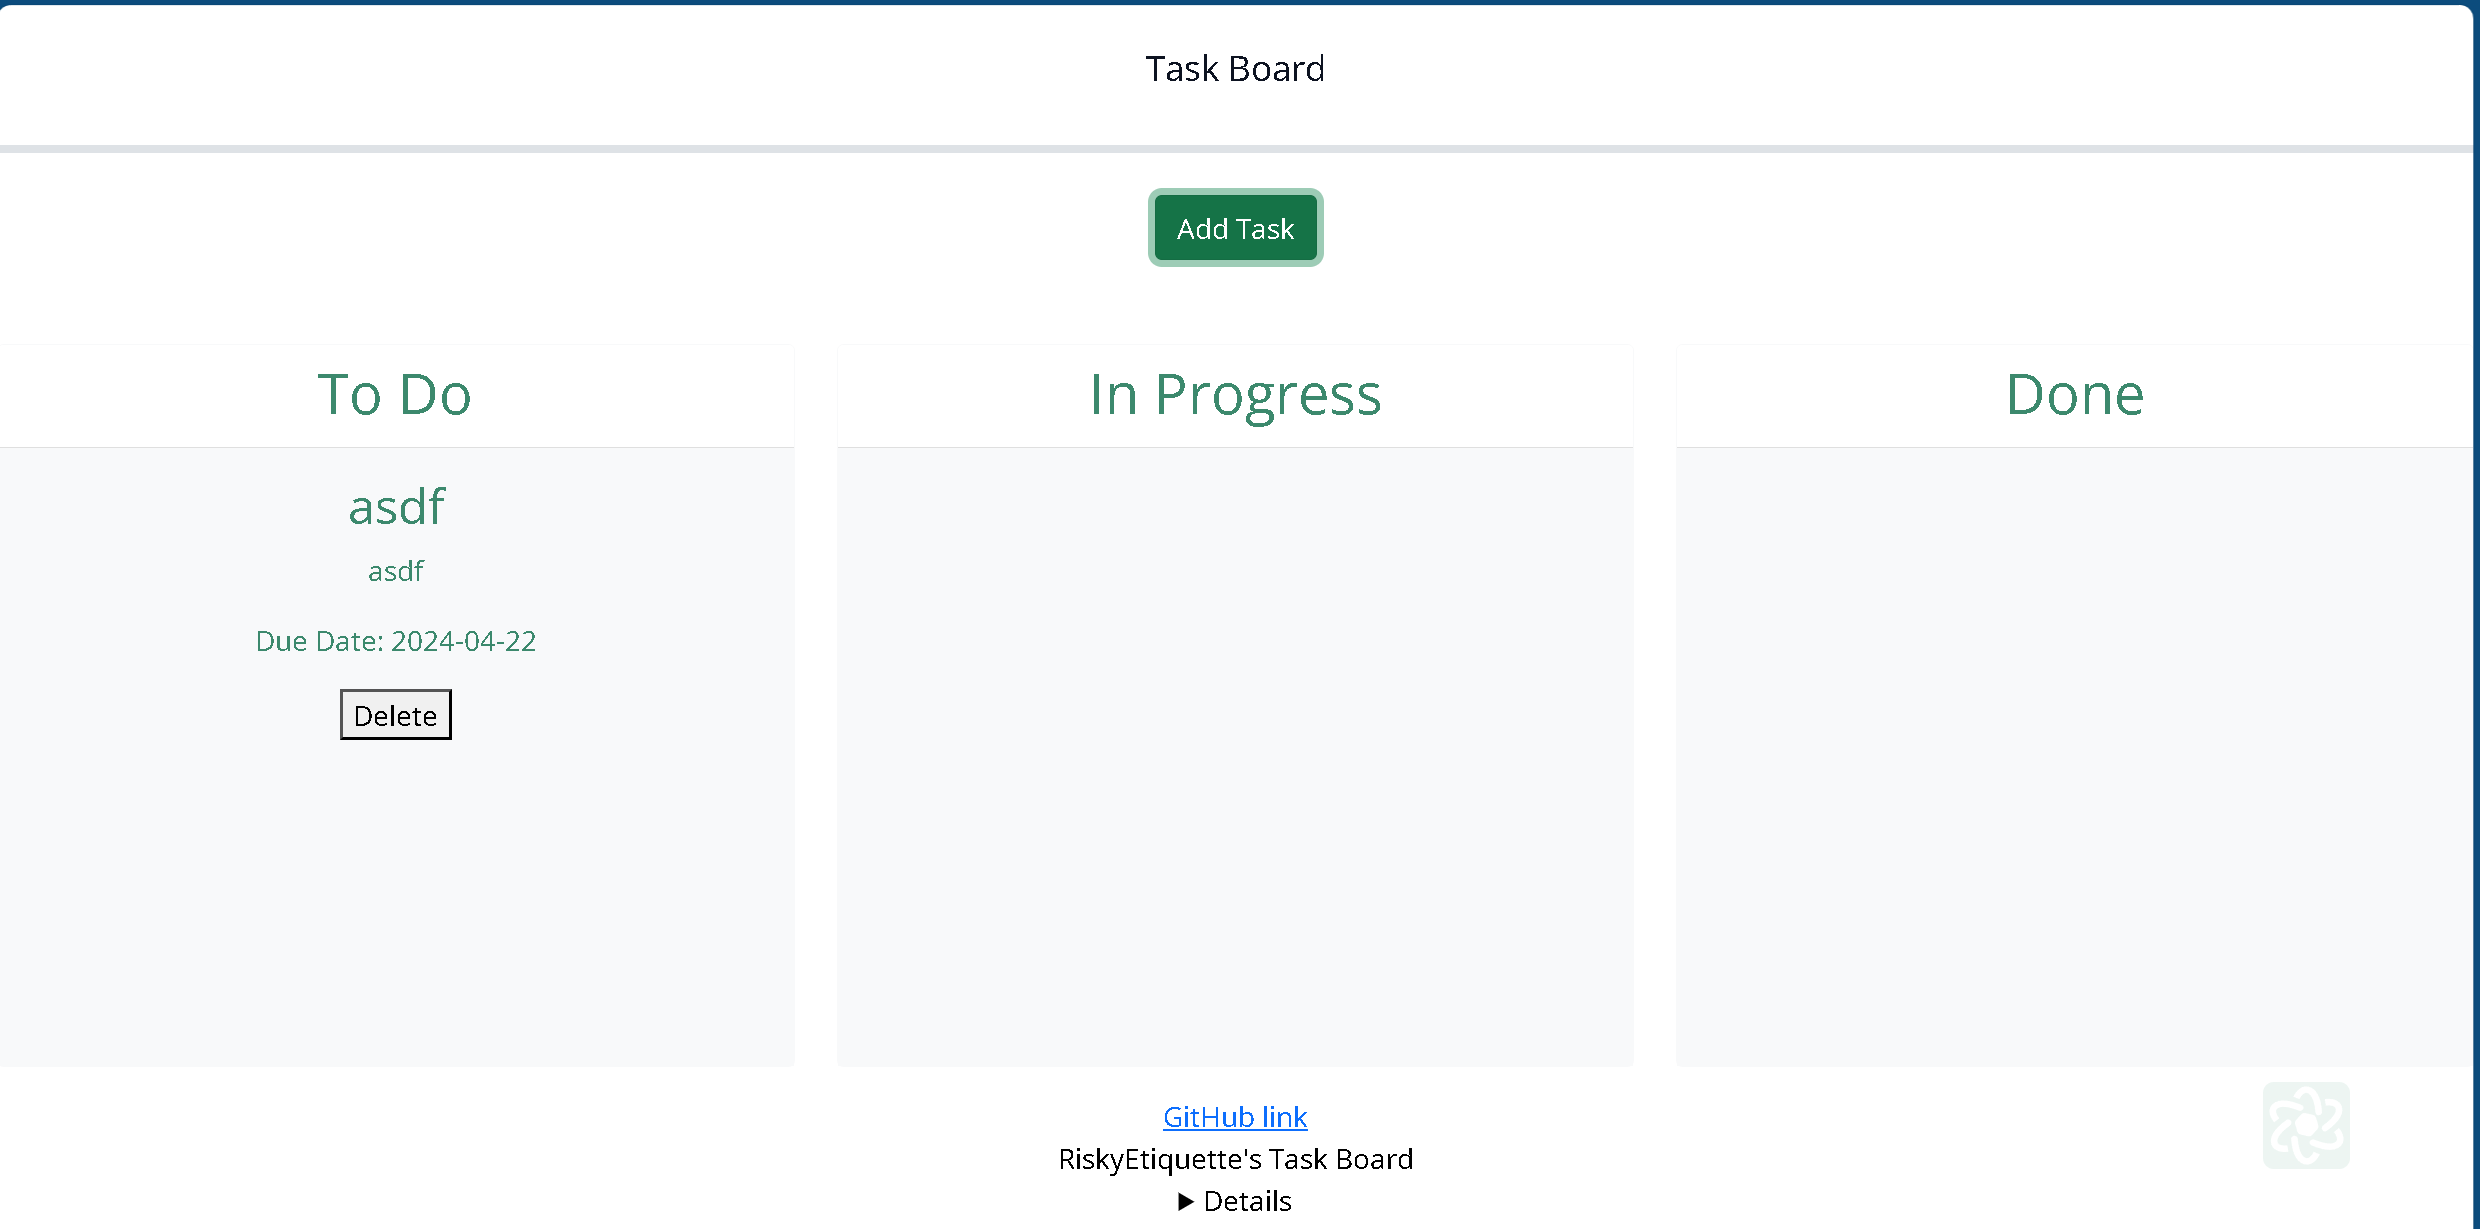 Task Board
Add Task
To Do
asdf
asdf
Due Date: 2024-04-22
Delete
In Progress
Done
GitHub link
RiskyEtiquette's Task Board
▶ Details